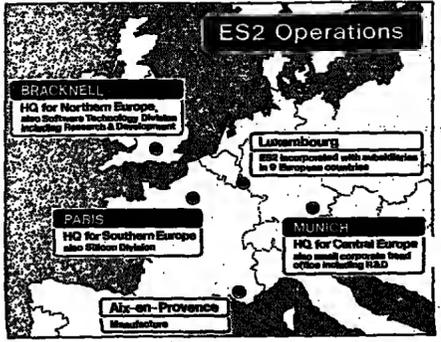 ES2 Operations
BRACKNELL
HQ for Northern Europe,
also Software Technology Division
including Research & Development
Luxembourg
ES2 incorporated with subsidiaries
in 9 European countries
PARIS
HQ for Southern Europe
also Silicon Division
MUNICH
HQ for Central Europe
also small corporate head
office including R&D
Aix-en-Provence
Manufacture